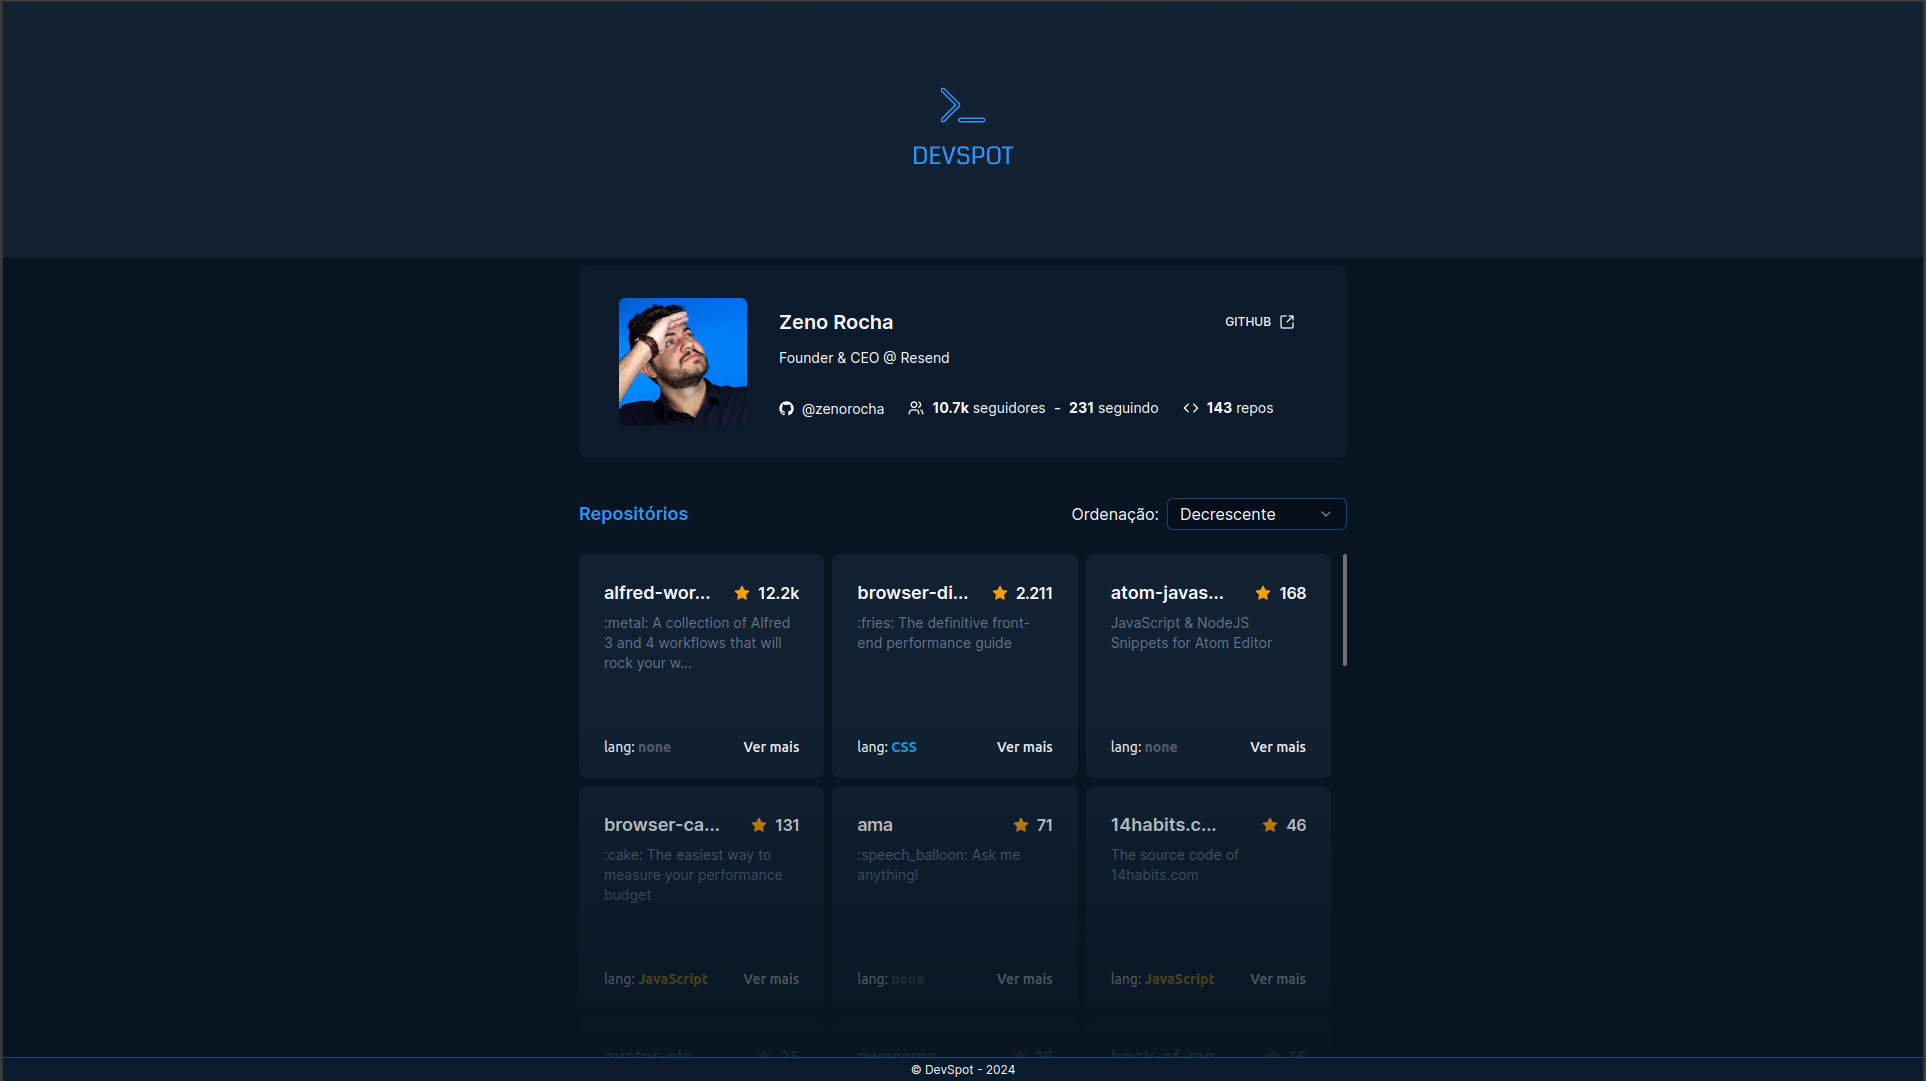 DEVSPOT
Zeno Rocha
GITHUB
Founder & CEO @ Resend
@zenorocha 10.7k seguidores - 231 seguindo 143 repos
Repositórios
Ordenação: Decrescente
alfred-wor... 12.2k
:metal: A collection of Alfred
3 and 4 workflows that will
rock your w...
lang: none Ver mais
browser-di... 2.211
:fries: The definitive front-
end performance guide
lang: CSS Ver mais
atom-javas... 168
JavaScript & NodeJS
Snippets for Atom Editor
lang: none Ver mais
browser-ca... 131
:cake: The easiest way to
measure your performance
budget
lang: JavaScript Ver mais
ama 71
:speech_balloon: Ask me
anything!
lang: none Ver mais
14habits.c... 46
The source code of
14habits.com
lang: JavaScript Ver mais
© DevSpot - 2024